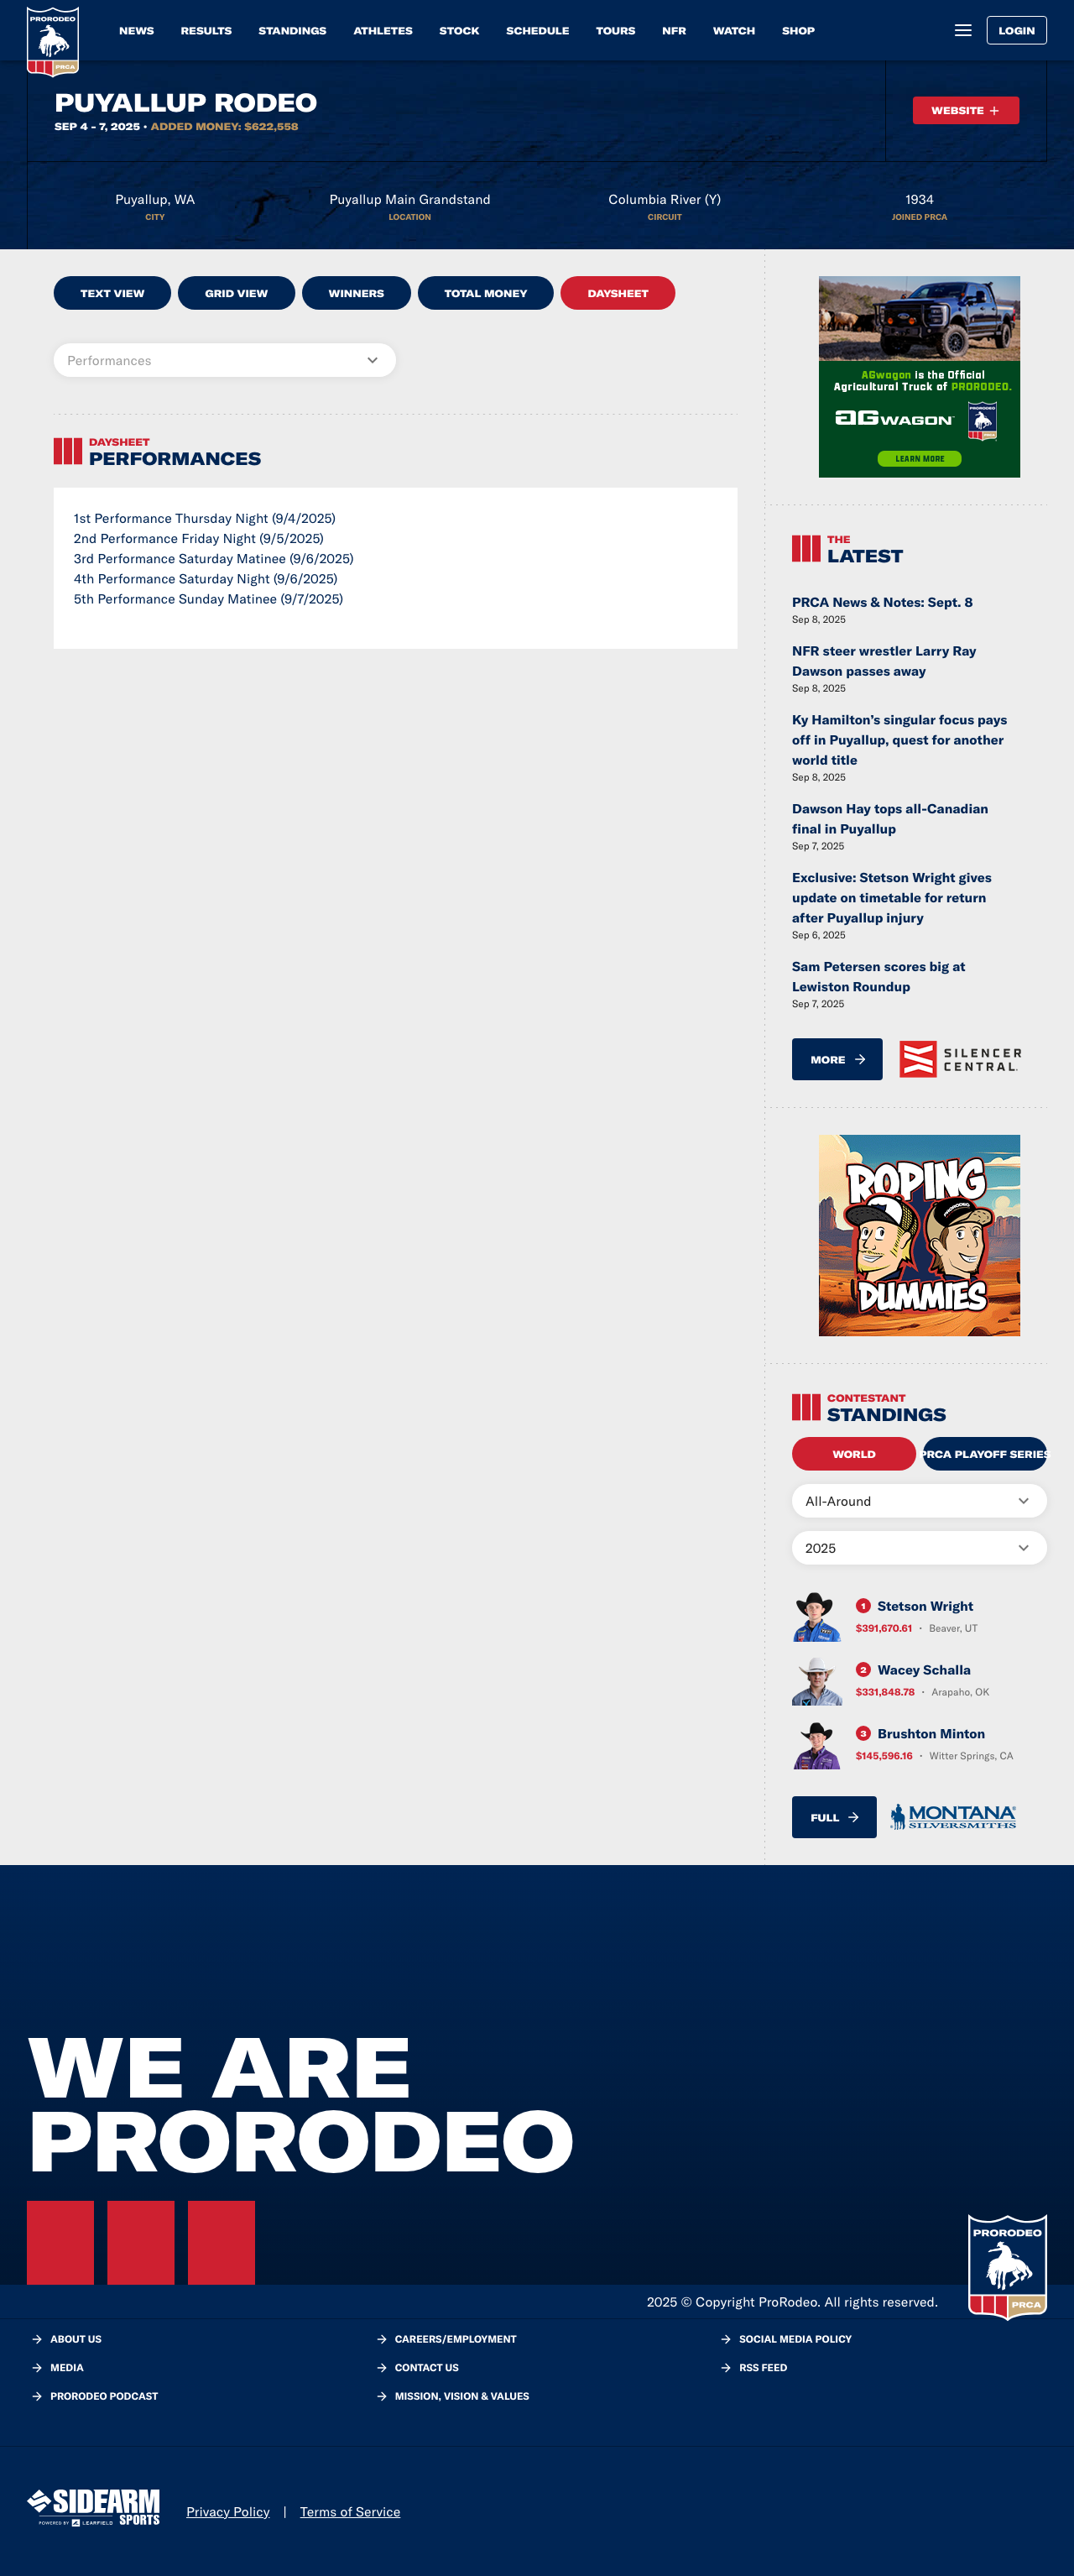 PRORODEO
PRCA
NEWS
RESULTS
STANDINGS
ATHLETES
STOCK
SCHEDULE
TOURS
NFR
WATCH
SHOP
LOGIN
PUYALLUP RODEO
SEP 4 - 7, 2025 • ADDED MONEY: $622,558
WEBSITE +
Puyallup, WA
CITY
Puyallup Main Grandstand
LOCATION
Columbia River (Y)
CIRCUIT
1934
JOINED PRCA
TEXT VIEW
GRID VIEW
WINNERS
TOTAL MONEY
DAYSHEET
Performances
DAYSHEET
PERFORMANCES
1st Performance Thursday Night (9/4/2025)
2nd Performance Friday Night (9/5/2025)
3rd Performance Saturday Matinee (9/6/2025)
4th Performance Saturday Night (9/6/2025)
5th Performance Sunday Matinee (9/7/2025)
AGwagon is the Official
Agricultural Truck of PRORODEO.
AGWAGON
PRORODEO
LEARN MORE
THE
LATEST
PRCA News & Notes: Sept. 8
Sep 8, 2025
NFR steer wrestler Larry Ray
Dawson passes away
Sep 8, 2025
Ky Hamilton’s singular focus pays
off in Puyallup, quest for another
world title
Sep 8, 2025
Dawson Hay tops all-Canadian
final in Puyallup
Sep 7, 2025
Exclusive: Stetson Wright gives
update on timetable for return
after Puyallup injury
Sep 6, 2025
Sam Petersen scores big at
Lewiston Roundup
Sep 7, 2025
MORE
SILENCER
CENTRAL
ROPING
PRORODEO
DUMMIES
CONTESTANT
STANDINGS
WORLD
PRCA PLAYOFF SERIES
All-Around
2025
1 Stetson Wright
$391,670.61 • Beaver, UT
2 Wacey Schalla
$331,848.78 • Arapaho, OK
3 Brushton Minton
$145,596.16 • Witter Springs, CA
FULL
MONTANA
SILVERSMITHS
WE ARE
PRORODEO
PRORODEO
PRCA
2025 © Copyright ProRodeo. All rights reserved.
ABOUT US
CAREERS/EMPLOYMENT
SOCIAL MEDIA POLICY
MEDIA
CONTACT US
RSS FEED
PRORODEO PODCAST
MISSION, VISION & VALUES
SIDEARM
SPORTS
POWERED BY LEARFIELD
Privacy Policy | Terms of Service